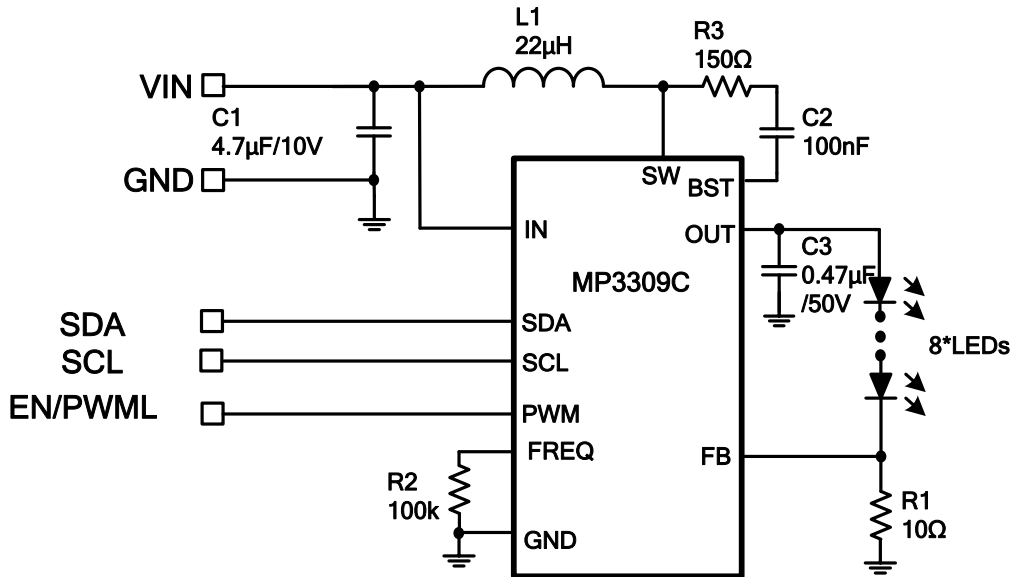 L1
22µH
R3
150Ω
VIN
C1
4.7µF/10V
C2
100nF
GND
SW
BST
IN
OUT
C3
0.47µF
/50V
MP3309C
SDA
SDA
SCL
SCL
8*LEDs
EN/PWML
PWM
FREQ
FB
R2
100k
R1
10Ω
GND